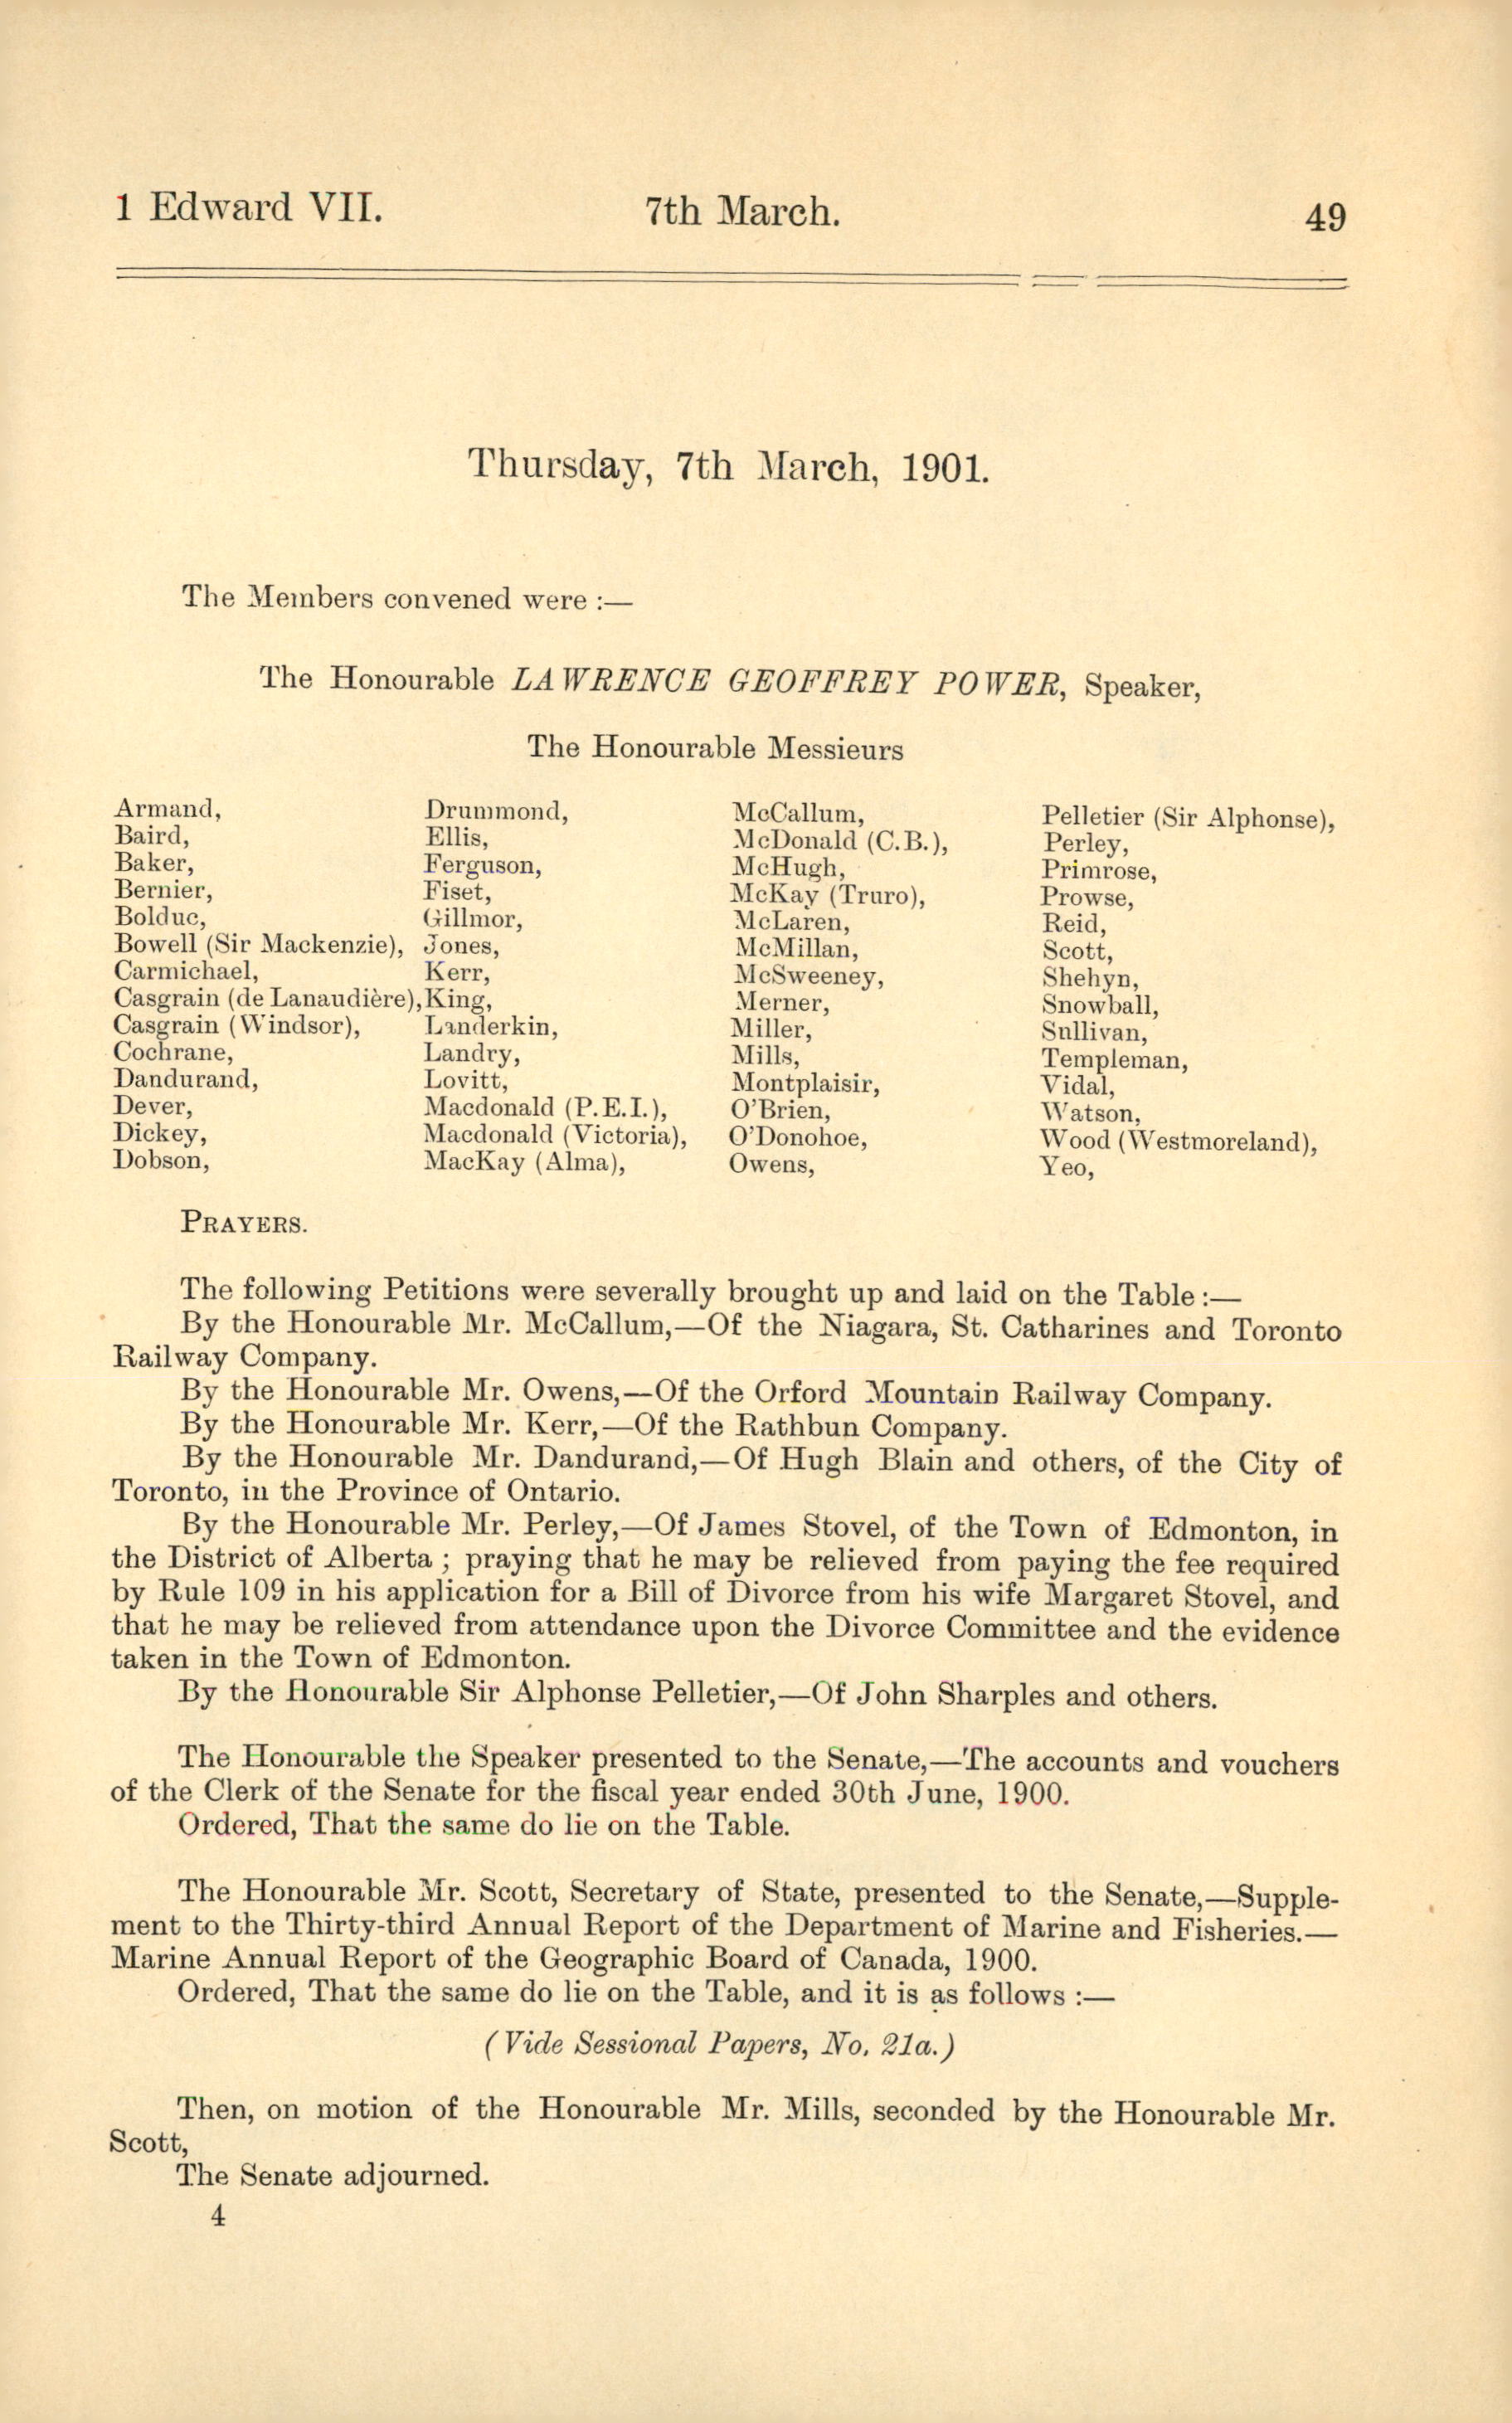 1 Edward VII. 7th March. 49
Thursday, 7th March, 1901.
The Members convened were :—
The Honourable LAWRENCE GEOFFREY POWER, Speaker,
The Honourable Messieurs
Armand, Drummond, McCallum, Pelletier (Sir Alphonse),
Baird, Ellis, McDonald (C.B.), Perley,
Baker, Ferguson, McHugh, Primrose,
Bernier, Fiset, McKay (Truro), Prowse,
Bolduc, Gillmor, McLaren, Reid,
Bowell (Sir Mackenzie), Jones, McMillan, Scott,
Carmichael, Kerr, McSweeney, Shehyn,
Casgrain (de Lanaudière), King, Merner, Snowball,
Casgrain (Windsor), Landerkin, Miller, Sullivan,
Cochrane, Landry, Mills, Templeman,
Dandurand, Lovitt, Montplaisir, Vidal,
Dever, Macdonald (P.E.I.), O'Brien, Watson,
Dickey, Macdonald (Victoria), O'Donohoe, Wood (Westmoreland),
Dobson, MacKay (Alma), Owens, Yeo,
PRAYERS.
The following Petitions were severally brought up and laid on the Table :—
By the Honourable Mr. McCallum,—Of the Niagara, St. Catharines and Toronto
Railway Company.
By the Honourable Mr. Owens,—Of the Orford Mountain Railway Company.
By the Honourable Mr. Kerr,—Of the Rathbun Company.
By the Honourable Mr. Dandurand,—Of Hugh Blain and others, of the City of
Toronto, in the Province of Ontario.
By the Honourable Mr. Perley,—Of James Stovel, of the Town of Edmonton, in
the District of Alberta ; praying that he may be relieved from paying the fee required
by Rule 109 in his application for a Bill of Divorce from his wife Margaret Stovel, and
that he may be relieved from attendance upon the Divorce Committee and the evidence
taken in the Town of Edmonton.
By the Honourable Sir Alphonse Pelletier,—Of John Sharples and others.
The Honourable the Speaker presented to the Senate,—The accounts and vouchers
of the Clerk of the Senate for the fiscal year ended 30th June, 1900.
Ordered, That the same do lie on the Table.
The Honourable Mr. Scott, Secretary of State, presented to the Senate,—Supple-
ment to the Thirty-third Annual Report of the Department of Marine and Fisheries.—
Marine Annual Report of the Geographic Board of Canada, 1900.
Ordered, That the same do lie on the Table, and it is as follows :—
(Vide Sessional Papers, No. 21a.)
Then, on motion of the Honourable Mr. Mills, seconded by the Honourable Mr.
Scott,
The Senate adjourned.
4